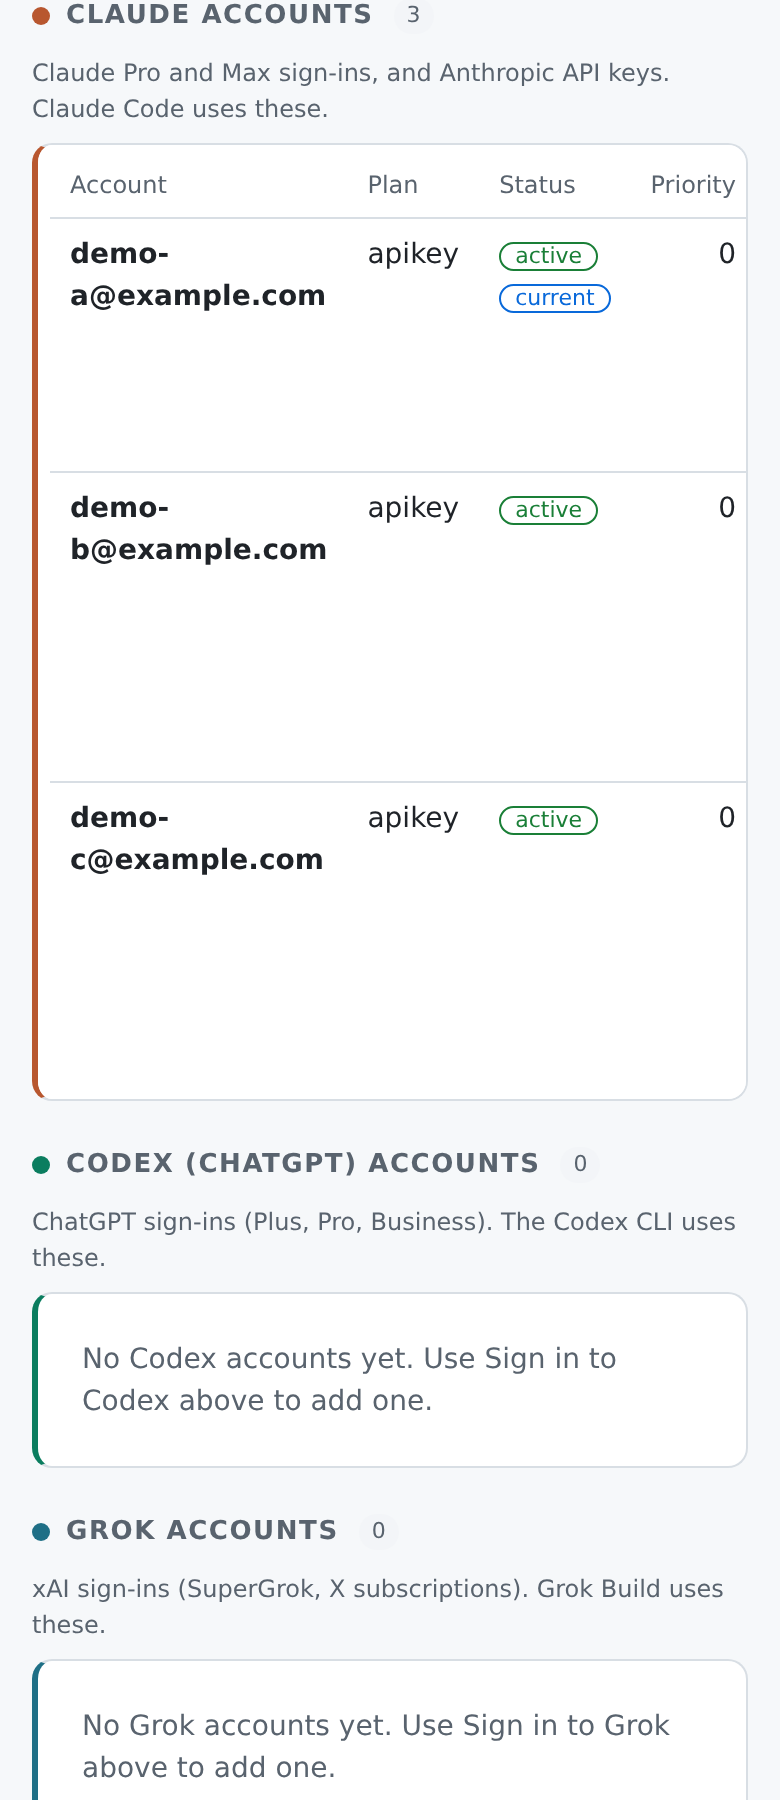 CLAUDE ACCOUNTS 3
Claude Pro and Max sign-ins, and Anthropic API keys.
Claude Code uses these.
Account Plan Status Priority
demo- apikey active 0
a@example.com current
demo- apikey active 0
b@example.com
demo- apikey active 0
c@example.com
CODEX (CHATGPT) ACCOUNTS 0
ChatGPT sign-ins (Plus, Pro, Business). The Codex CLI uses
these.
No Codex accounts yet. Use Sign in to
Codex above to add one.
GROK ACCOUNTS 0
xAI sign-ins (SuperGrok, X subscriptions). Grok Build uses
these.
No Grok accounts yet. Use Sign in to Grok
above to add one.